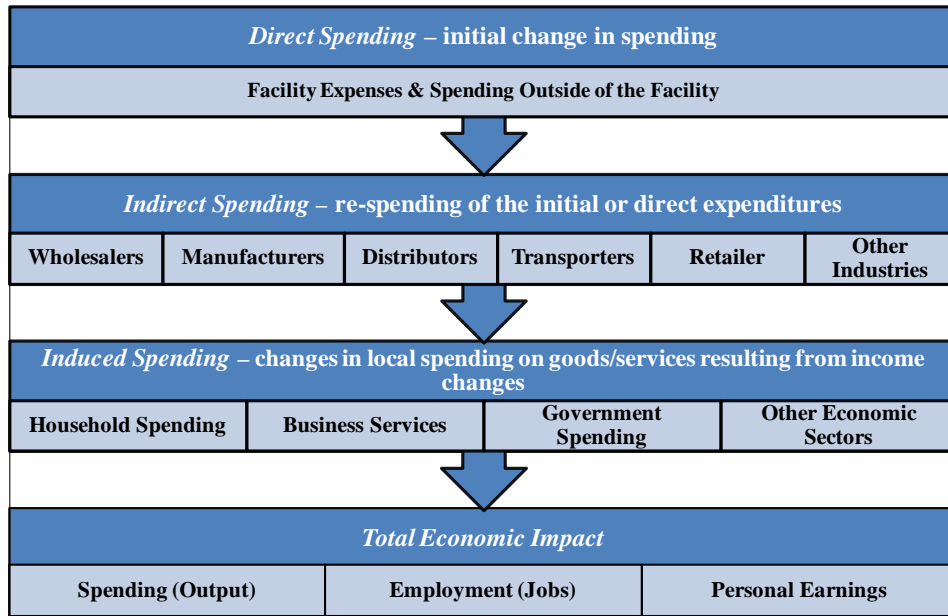 Direct Spending – initial change in spending
Facility Expenses & Spending Outside of the Facility
Indirect Spending – re-spending of the initial or direct expenditures
Wholesalers
Manufacturers
Distributors
Transporters
Retailer
Other
Industries
Induced Spending – changes in local spending on goods/services resulting from income
changes
Household Spending
Business Services
Government
Spending
Other Economic
Sectors
Total Economic Impact
Spending (Output)
Employment (Jobs)
Personal Earnings